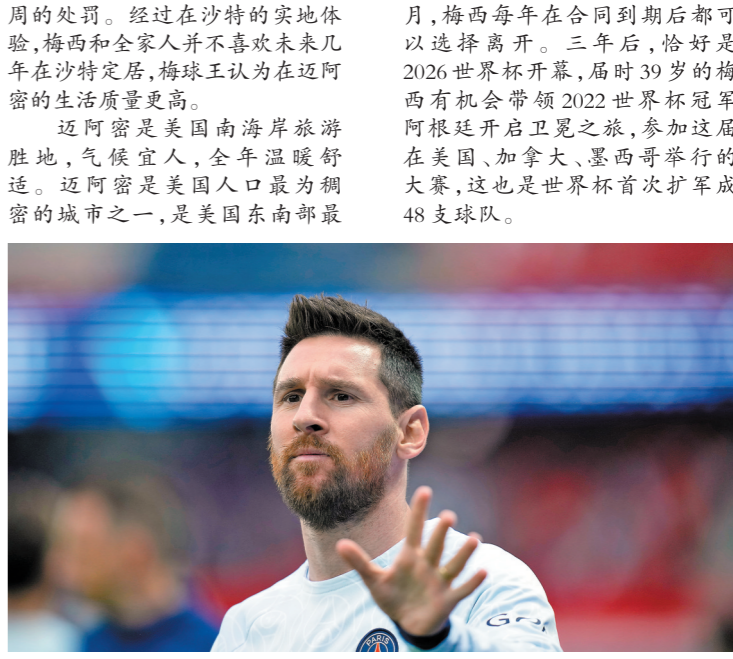 周的处罚。经过在沙特的实地体
验,梅西和全家人并不喜欢未来几
年在沙特定居,梅球王认为在迈阿
密的生活质量更高。
迈阿密是美国南海岸旅游
胜地,气候宜人,全年温暖舒
适。迈阿密是美国人口最为稠
密的城市之一,是美国东南部最
月,梅西每年在合同到期后都可
以选择离开。三年后,恰好是
2026世界杯开幕,届时39岁的梅
西有机会带领2022世界杯冠军
阿根廷开启卫冕之旅,参加这届
在美国、加拿大、墨西哥举行的
大赛,这也是世界杯首次扩军成
48支球队。
PARIS